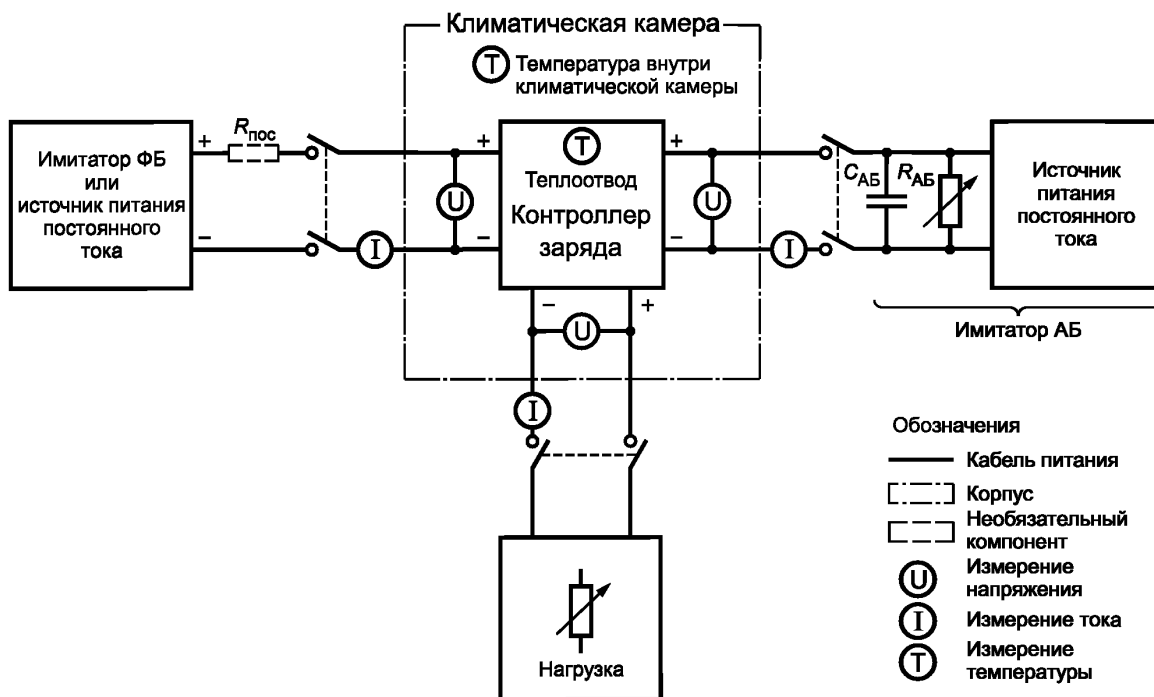 Климатическая камера
T Температура внутри
климатической камеры
+ Rпос
Имитатор ФБ
или
источник питания
постоянного
тока
–
I
+
U
–
T
Теплоотвод
Контроллер
заряда
+
U
–
I
CАБ RАБ
Источник
питания
постоянного
тока
Имитатор АБ
– +
U
I
Нагрузка
Обозначения
Кабель питания
Корпус
Необязательный
компонент
U Измерение
напряжения
I Измерение тока
T Измерение
температуры